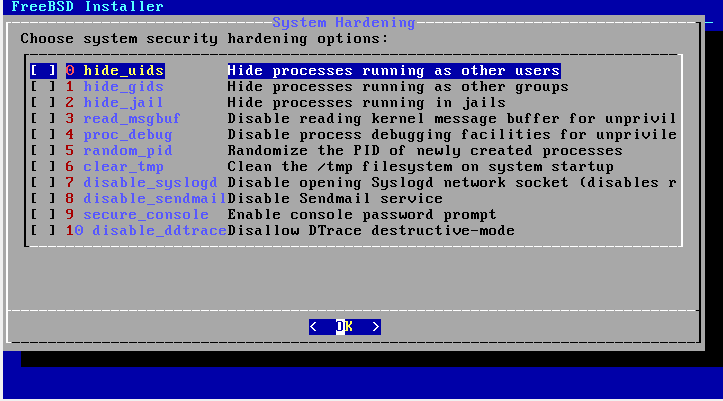 FreeBSD Installer
System Hardening
Choose system security hardening options:
[ ] 0 hide_uids Hide processes running as other users
[ ] 1 hide_gids Hide processes running as other groups
[ ] 2 hide_jail Hide processes running in jails
[ ] 3 read_msgbuf Disable reading kernel message buffer for unprivil
[ ] 4 proc_debug Disable process debugging facilities for unprivile
[ ] 5 random_pid Randomize the PID of newly created processes
[ ] 6 clear_tmp Clean the /tmp filesystem on system startup
[ ] 7 disable_syslogd Disable opening Syslogd network socket (disables r
[ ] 8 disable_sendmail Disable Sendmail service
[ ] 9 secure_console Enable console password prompt
[ ] 10 disable_ddtrace Disallow DTrace destructive-mode
< OK >